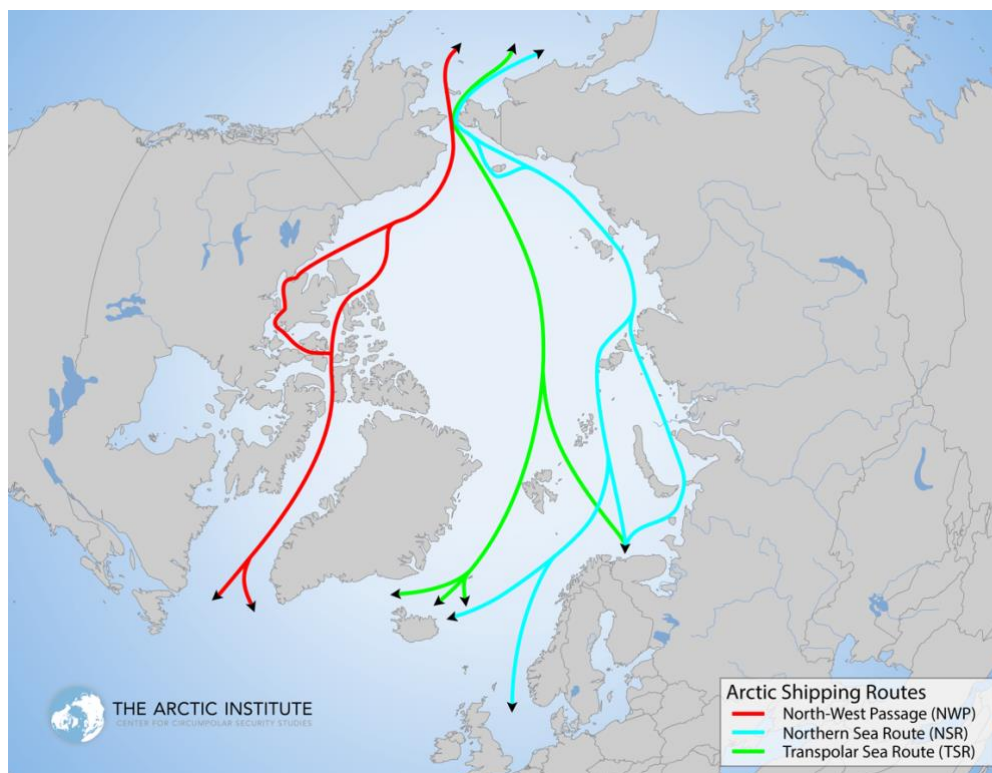 THE ARCTIC INSTITUTE
CENTER FOR CIRCUMPOLAR SECURITY STUDIES
Arctic Shipping Routes
North-West Passage (NWP)
Northern Sea Route (NSR)
Transpolar Sea Route (TSR)